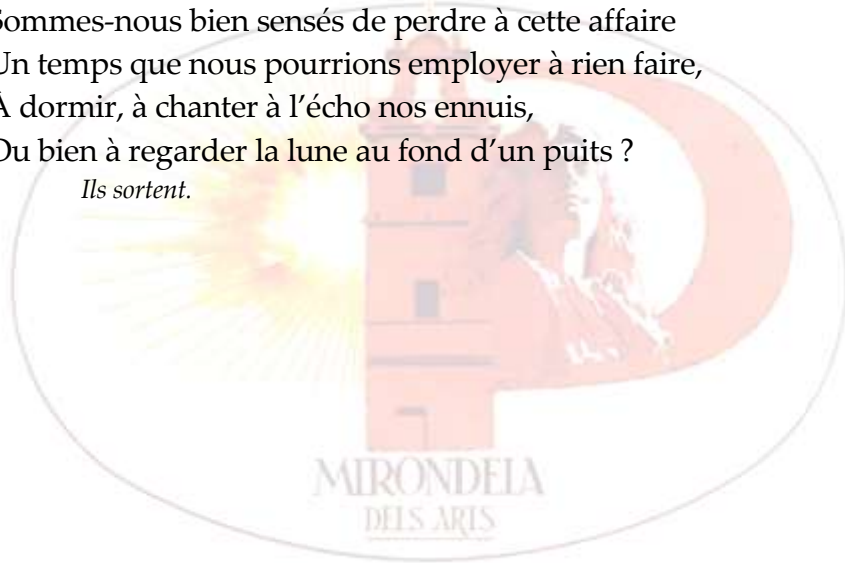 Sommes-nous bien sensés de perdre à cette affaire
Un temps que nous pourrions employer à rien faire,
À dormir, à chanter à l’écho nos ennuis,
Ou bien à regarder la lune au fond d’un puits ?
Ils sortent.
MIRONDELA
DELS ARTS